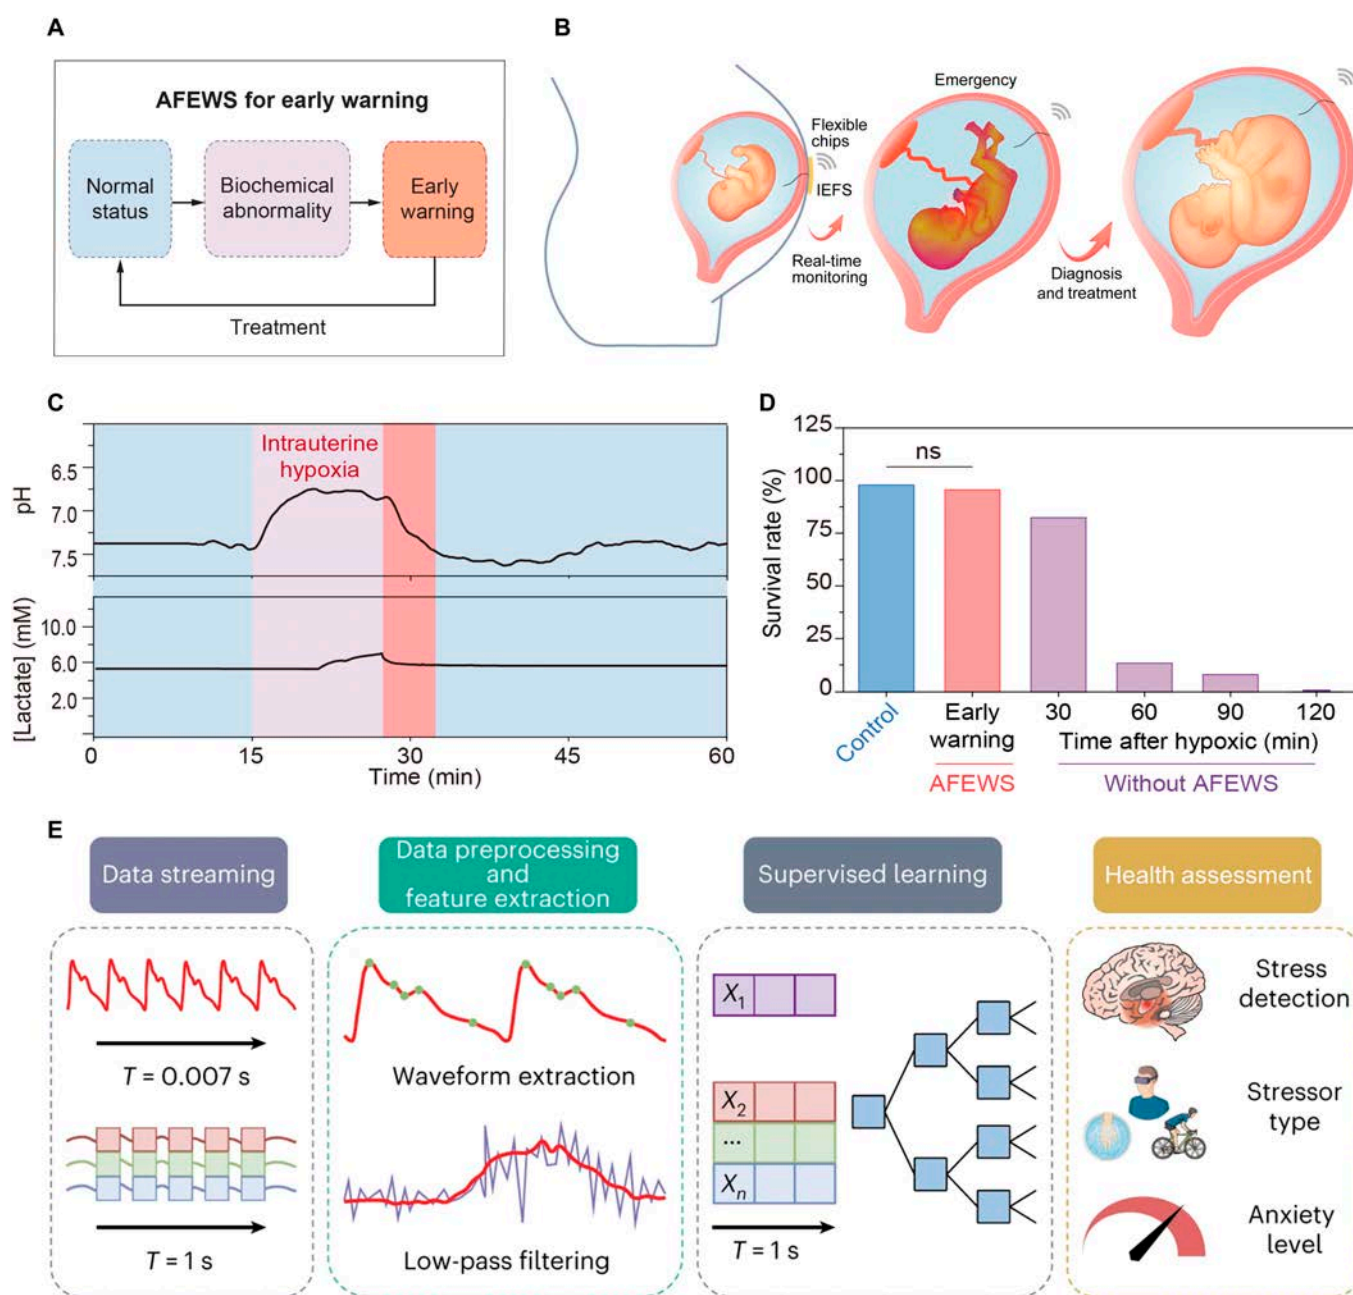 A
AFEWS for early warning
Normal
status
Biochemical
abnormality
Early
warning
Treatment
B
Emergency
Flexible
chips
IEFS
Real-time
monitoring
Diagnosis
and treatment
C
Intrauterine
hypoxia
pH
6.5
7.0
7.5
[Lactate] (mM)
10.0
6.0
2.0
0 15 30 45 60
Time (min)
D
Survival rate (%)
125
100
75
50
25
0
ns
Control
Early
warning
30 60 90 120
Time after hypoxic (min)
AFEWS
Without AFEWS
E
Data streaming
T = 0.007 s
T = 1 s
Data preprocessing
and
feature extraction
Waveform extraction
Low-pass filtering
Supervised learning
X1
X2
...
Xn
T = 1 s
Health assessment
Stress
detection
Stressor
type
Anxiety
level